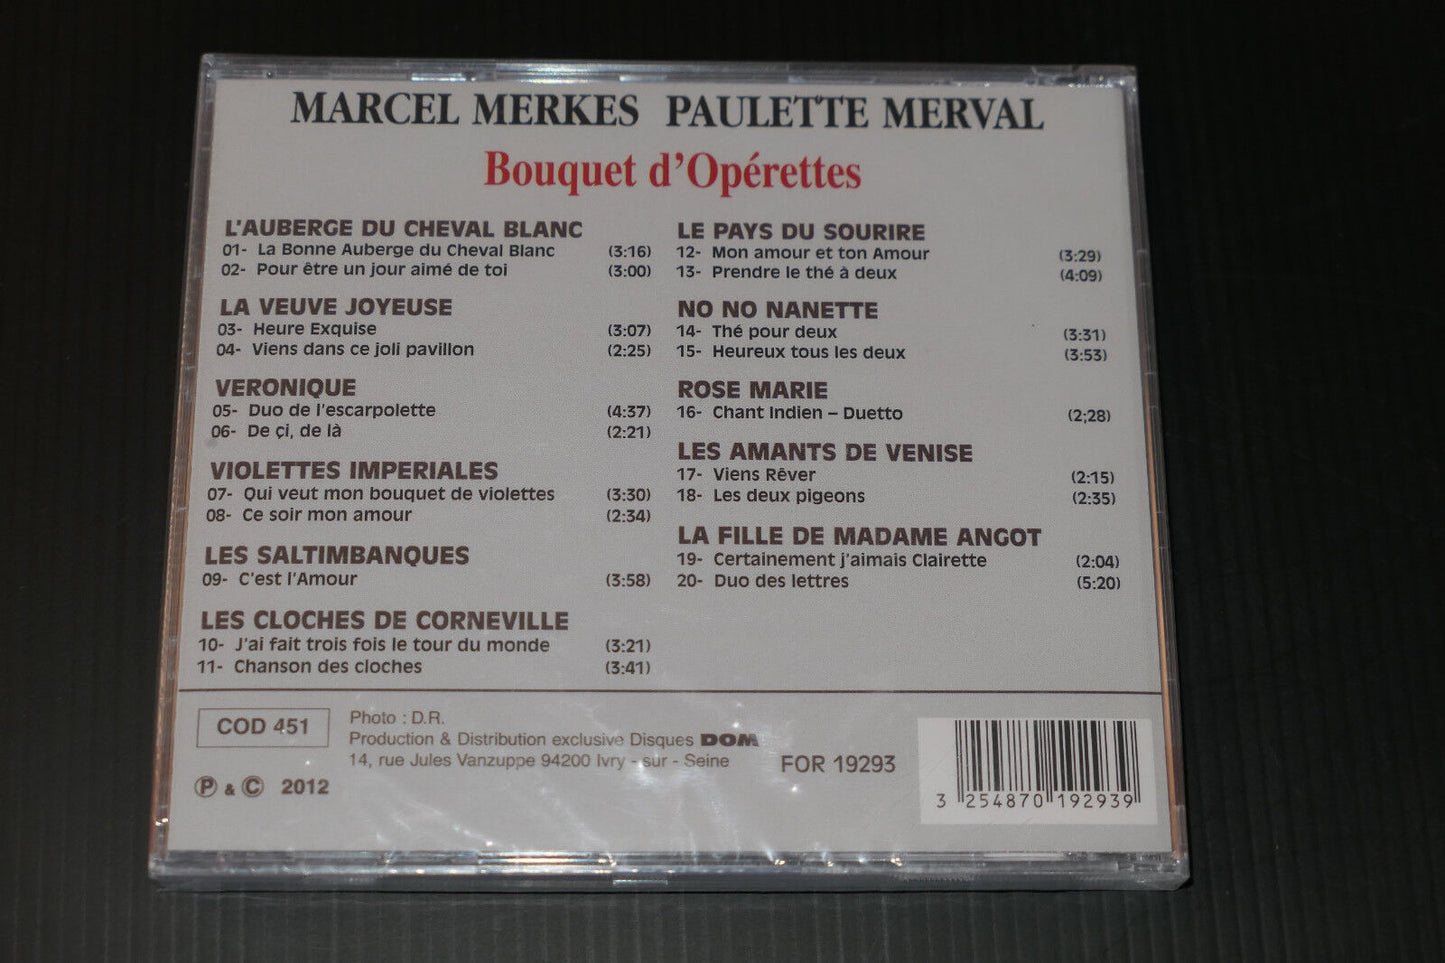 MARCEL MERKES PAULETTE MERVAL
Bouquet d'Opérettes
L'AUBERGE DU CHEVAL BLANC
01- La Bonne Auberge du Cheval Blanc (3:16)
02- Pour être un jour aimé de toi (3:00)
LA VEUVE JOYEUSE
03- Heure Exquise (3:07)
04- Viens dans ce joli pavillon (2:25)
VERONIQUE
05- Duo de l'escarpolette (4:37)
06- De çi, de là (2:21)
VIOLETTES IMPERIALES
07- Qui veut mon bouquet de violettes (3:30)
08- Ce soir mon amour (2:34)
LES SALTIMBANQUES
09- C'est l'Amour (3:58)
LES CLOCHES DE CORNEVILLE
10- J'ai fait trois fois le tour du monde (3:21)
11- Chanson des cloches (3:41)
LE PAYS DU SOURIRE
12- Mon amour et ton Amour (3:29)
13- Prendre le thé à deux (4:09)
NO NO NANETTE
14- Thé pour deux (3:31)
15- Heureux tous les deux (3:53)
ROSE MARIE
16- Chant Indien – Duetto (2;28)
LES AMANTS DE VENISE
17- Viens Rêver (2:15)
18- Les deux pigeons (2:35)
LA FILLE DE MADAME ANGOT
19- Certainement j'aimais Clairette (2:04)
20- Duo des lettres (5:20)
COD 451
Ⓟ & © 2012
Photo : D.R.
Production & Distribution exclusive Disques DOM
14, rue Jules Vanzuppe 94200 Ivry - sur - Seine
FOR 19293
3 254870 192939